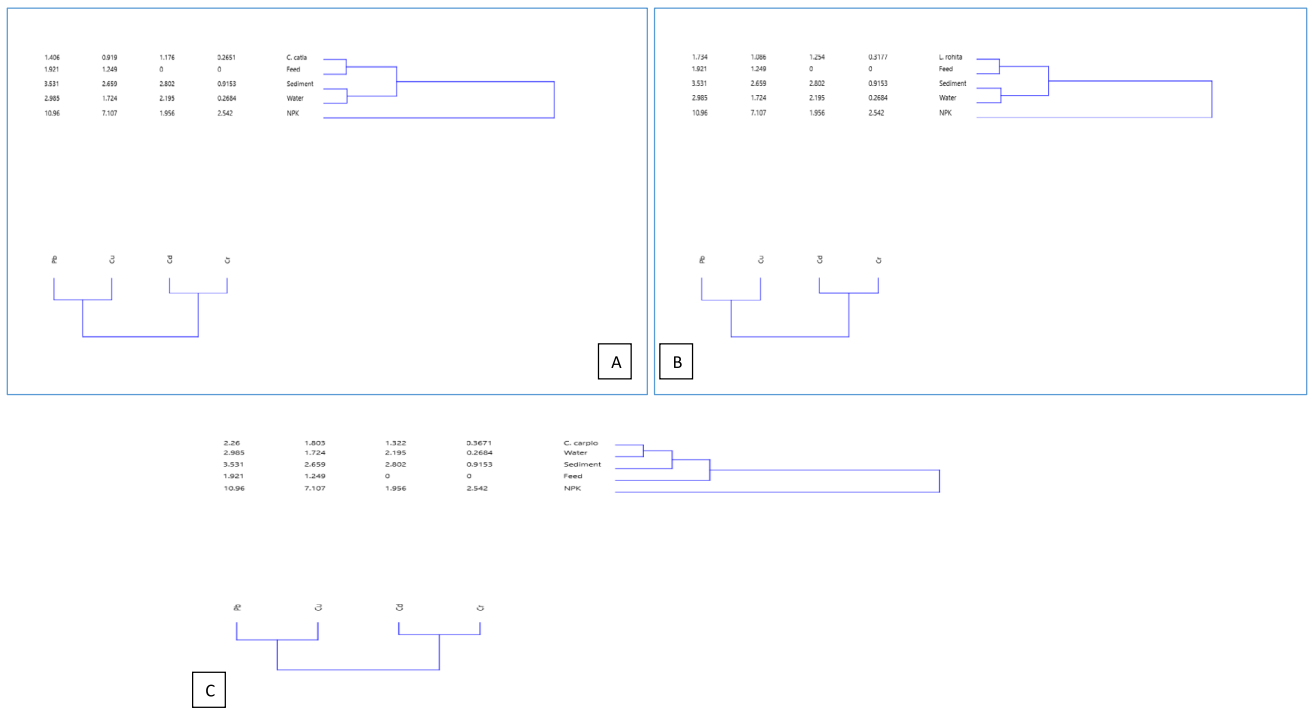 1.406 0.919 1.176 0.2651 C. catla
1.921 1.249 0 0 Feed
3.531 2.659 2.802 0.9153 Sediment
2.985 1.724 2.195 0.2684 Water
10.96 7.107 1.956 2.542 NPK
Pb Cu Cd Cr
A
1.734 1.086 1.254 0.3177 L. rohita
1.921 1.249 0 0 Feed
3.531 2.659 2.802 0.9153 Sediment
2.985 1.724 2.195 0.2684 Water
10.96 7.107 1.956 2.542 NPK
Pb Cu Cd Cr
B
2.26 1.803 1.322 0.3671 C. carpio
2.985 1.724 2.195 0.2684 Water
3.531 2.659 2.802 0.9153 Sediment
1.921 1.249 0 0 Feed
10.96 7.107 1.956 2.542 NPK
Pb Cu Cd Cr
C